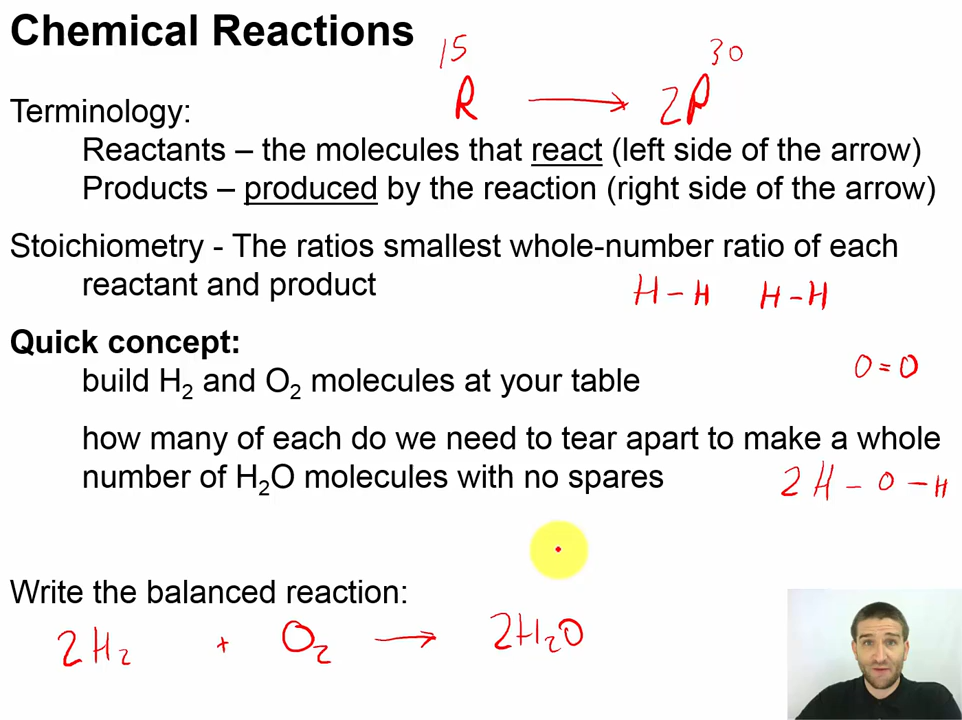 Chemical Reactions
15 30
R → 2P
Terminology:
Reactants – the molecules that react (left side of the arrow)
Products – produced by the reaction (right side of the arrow)
Stoichiometry - The ratios smallest whole-number ratio of each
reactant and product
H – H H – H
Quick concept:
O = O
build H₂ and O₂ molecules at your table
how many of each do we need to tear apart to make a whole
number of H₂O molecules with no spares
2 H – O – H
Write the balanced reaction:
2H₂ + O₂ → 2H₂O